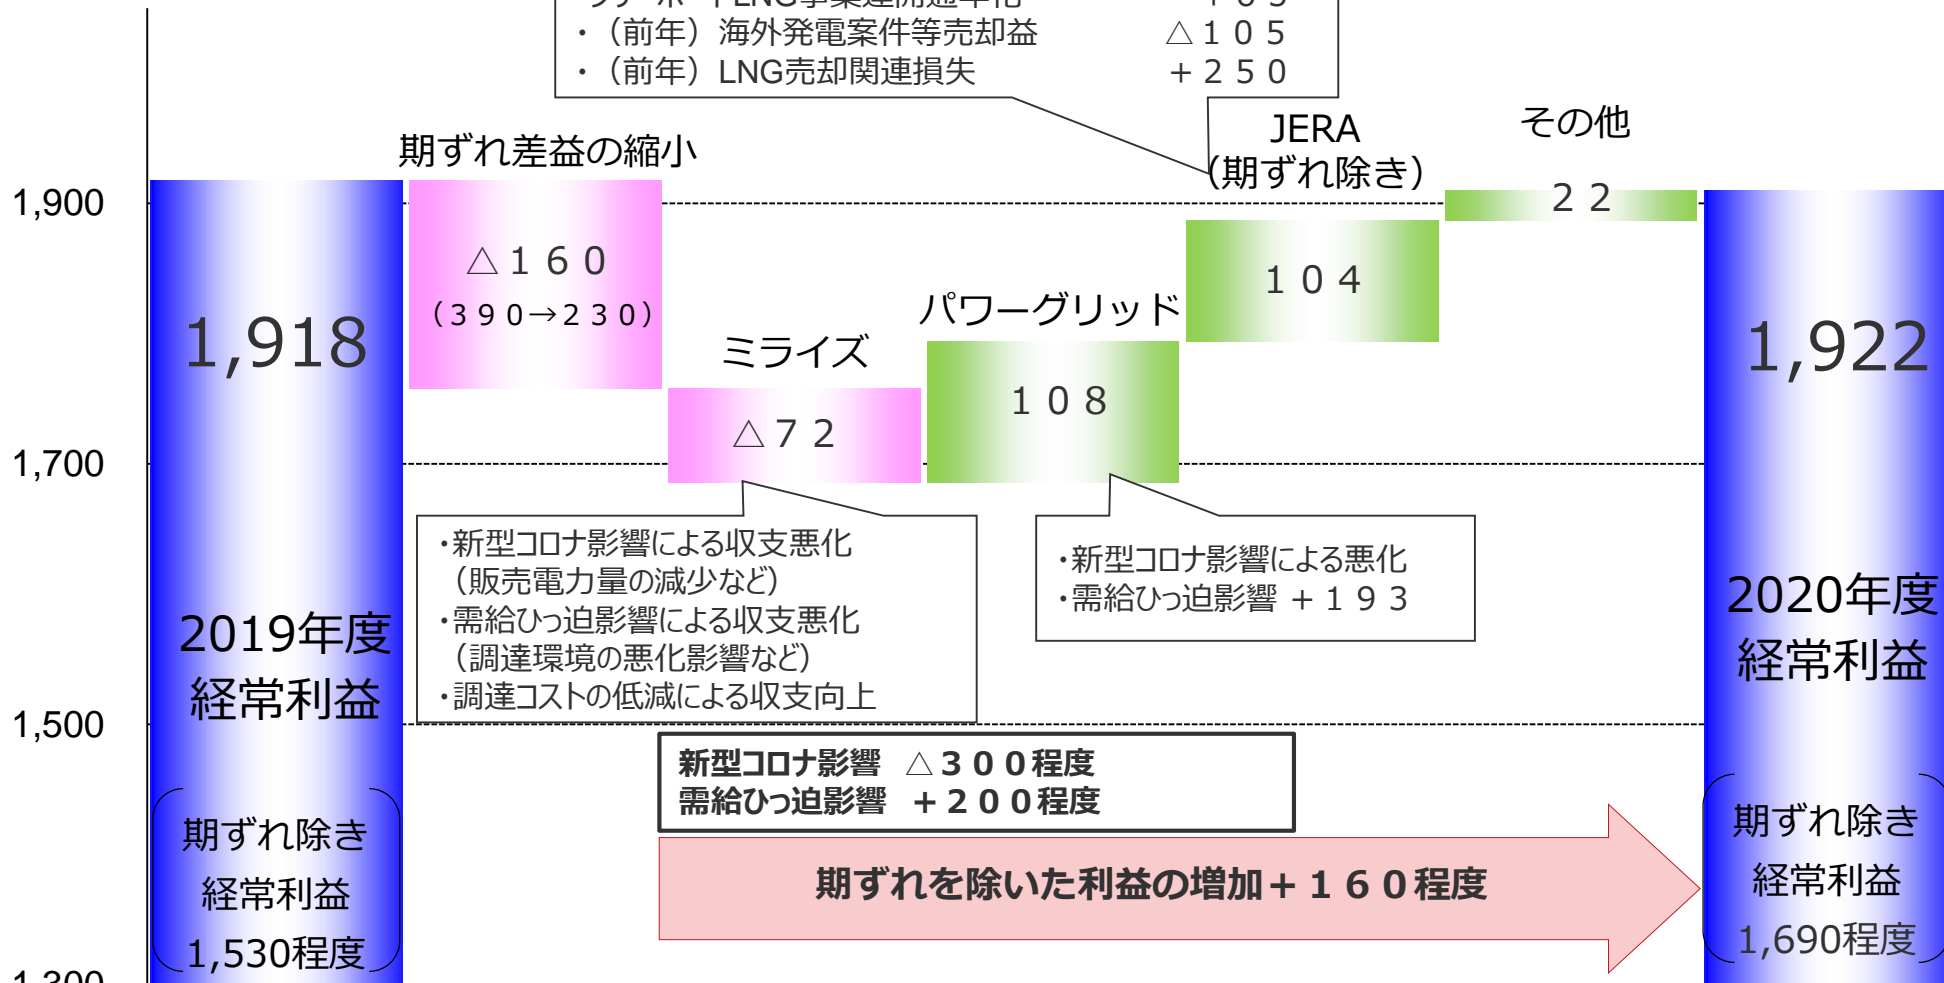 ・（前年）海外発電案件等売却益 △１０５
・（前年）LNG売却関連損失 ＋２５０
その他
JERA
（期ずれ除き）
期ずれ差益の縮小
1,900
２２
△１６０
（３９０→２３０）
１０４
パワーグリッド
1,918
1,922
ミライズ
１０８
△７２
1,700
・新型コロナ影響による収支悪化
（販売電力量の減少など）
・需給ひっ迫影響による収支悪化
（調達環境の悪化影響など）
・調達コストの低減による収支向上
・新型コロナ影響による悪化
・需給ひっ迫影響 ＋１９３
2019年度
経常利益
2020年度
経常利益
1,500
新型コロナ影響 △３００程度
需給ひっ迫影響 ＋２００程度
期ずれを除いた利益の増加＋１６０程度
期ずれ除き
経常利益
1,530程度
期ずれ除き
経常利益
1,690程度
1,300